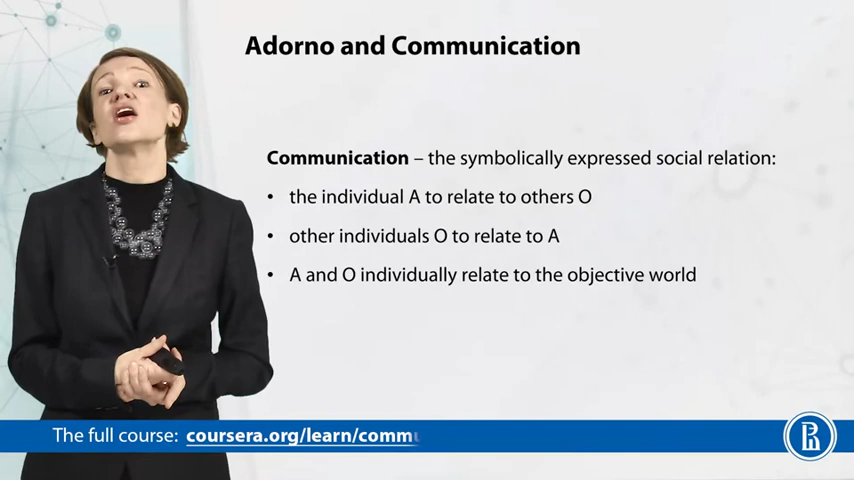 Adorno and Communication
Communication – the symbolically expressed social relation:
• the individual A to relate to others O
• other individuals O to relate to A
• A and O individually relate to the objective world
The full course: coursera.org/learn/commu